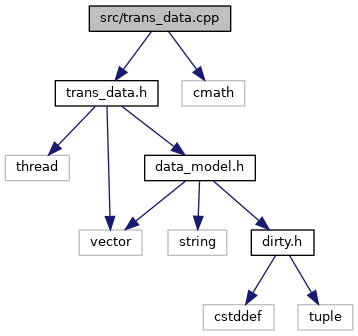 src/trans_data.cpp
trans_data.h
cmath
thread
data_model.h
vector
string
dirty.h
cstddef
tuple